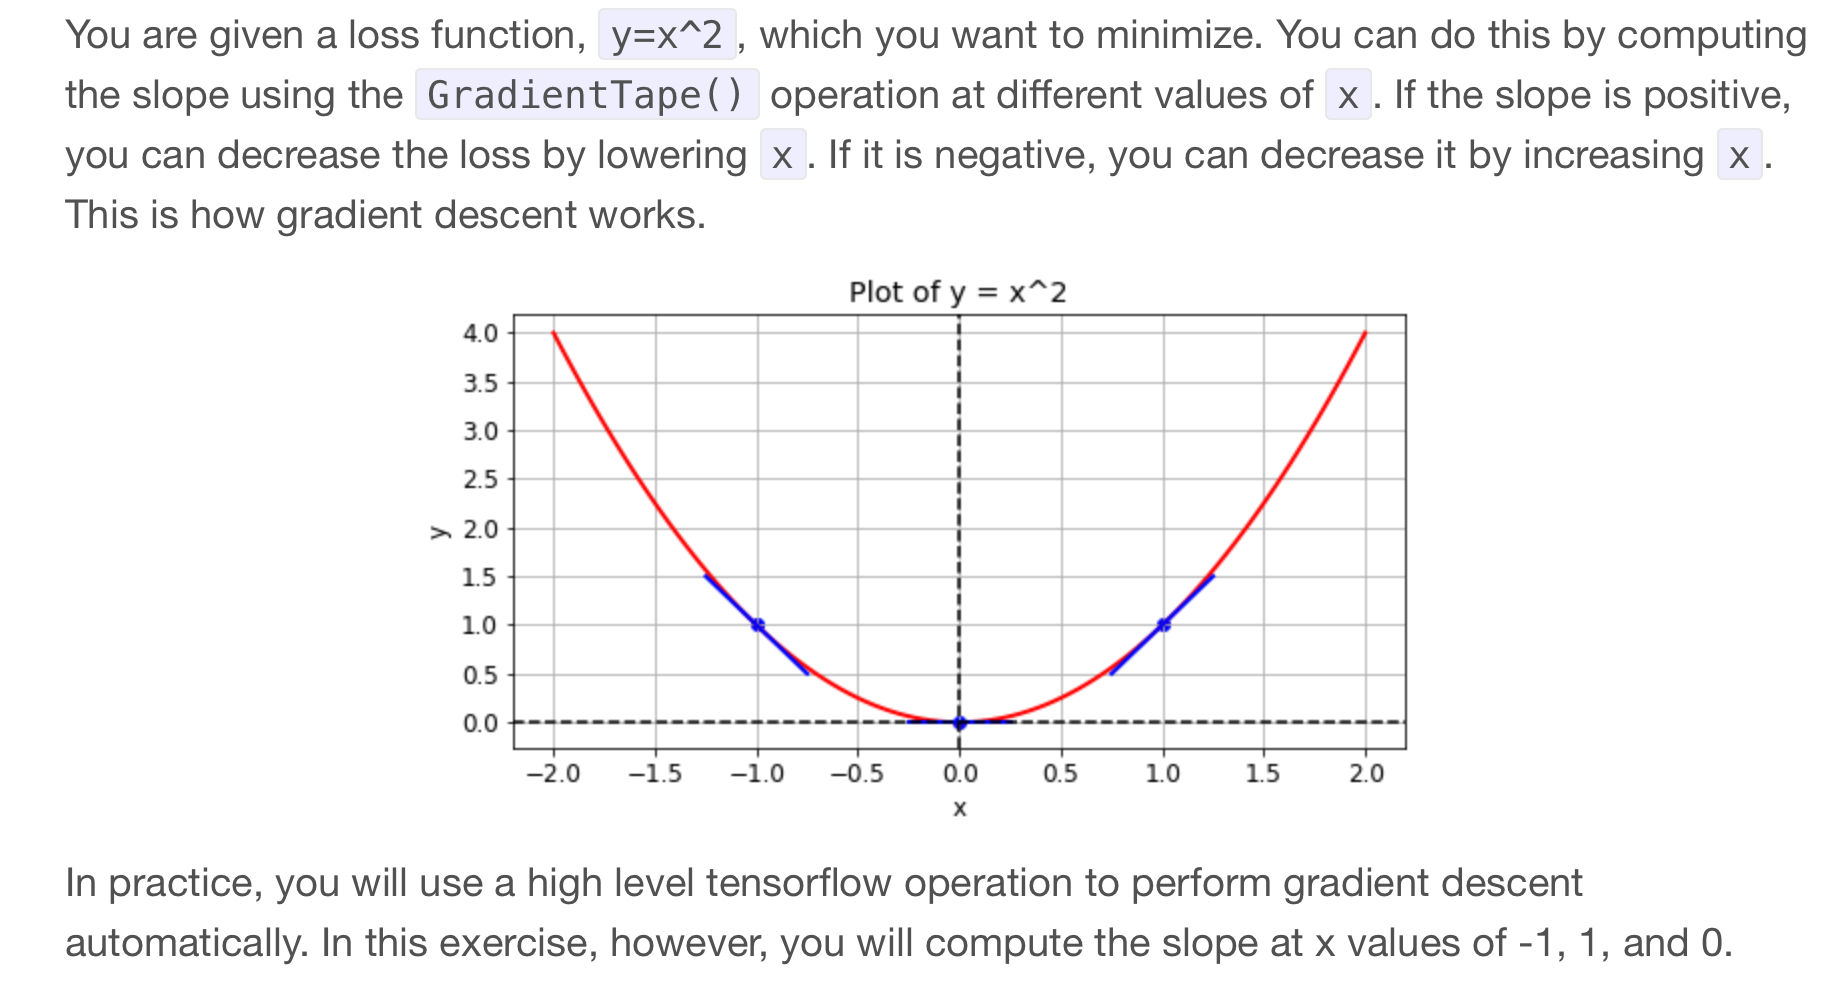 You are given a loss function, y=x^2 , which you want to minimize. You can do this by computing
the slope using the GradientTape() operation at different values of x . If the slope is positive,
you can decrease the loss by lowering x . If it is negative, you can decrease it by increasing x .
This is how gradient descent works.
Plot of y = x^2
4.0
3.5
3.0
2.5
2.0
1.5
1.0
0.5
0.0
y
−2.0 −1.5 −1.0 −0.5 0.0 0.5 1.0 1.5 2.0
x
In practice, you will use a high level tensorflow operation to perform gradient descent
automatically. In this exercise, however, you will compute the slope at x values of -1, 1, and 0.